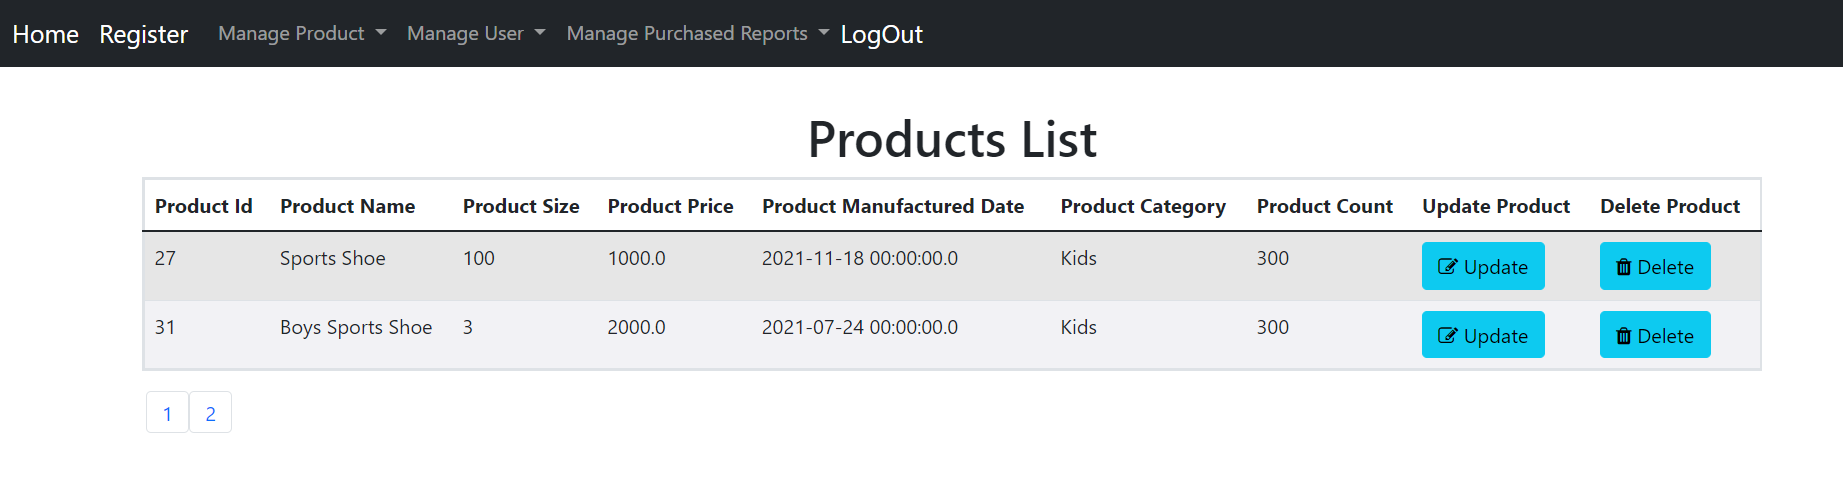 Home Register Manage Product Manage User Manage Purchased Reports LogOut
Products List
Product Id Product Name Product Size Product Price Product Manufactured Date Product Category Product Count Update Product Delete Product
27 Sports Shoe 100 1000.0 2021-11-18 00:00:00.0 Kids 300 Update Delete
31 Boys Sports Shoe 3 2000.0 2021-07-24 00:00:00.0 Kids 300 Update Delete
1 2